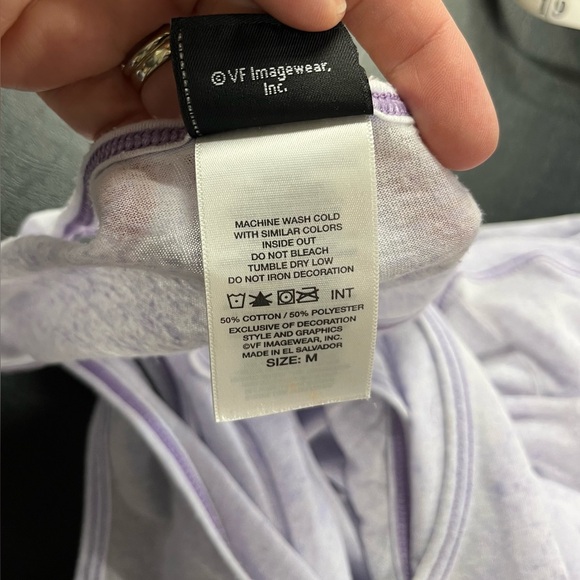 ©VF Imagewear,
Inc.
MACHINE WASH COLD
WITH SIMILAR COLORS
INSIDE OUT
DO NOT BLEACH
TUMBLE DRY LOW
DO NOT IRON DECORATION
INT
50% COTTON / 50% POLYESTER
EXCLUSIVE OF DECORATION
STYLE AND GRAPHICS
©VF IMAGEWEAR, INC.
MADE IN EL SALVADOR
SIZE: M